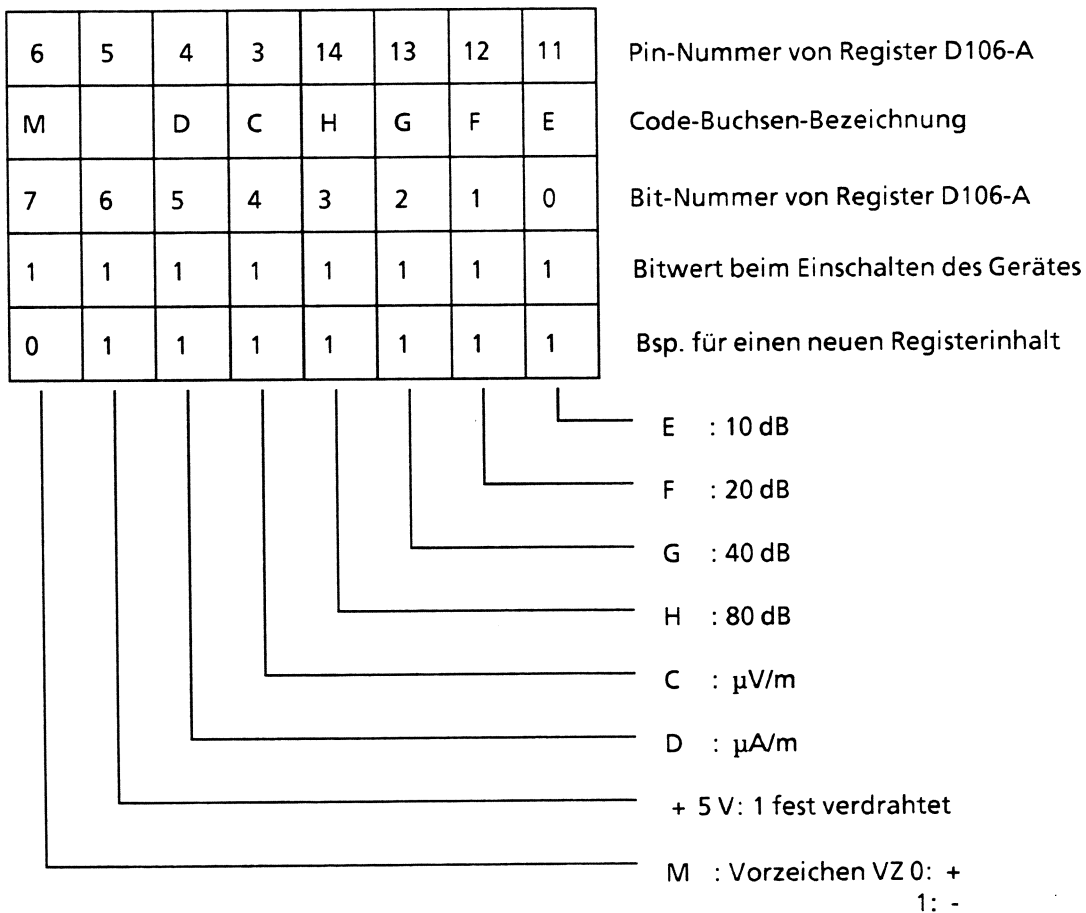 6 5 4 3 14 13 12 11 Pin-Nummer von Register D106-A
M D C H G F E Code-Buchsen-Bezeichnung
7 6 5 4 3 2 1 0 Bit-Nummer von Register D106-A
1 1 1 1 1 1 1 1 Bitwert beim Einschalten des Gerätes
0 1 1 1 1 1 1 1 Bsp. für einen neuen Registerinhalt
E : 10 dB
F : 20 dB
G : 40 dB
H : 80 dB
C : µV/m
D : µA/m
+ 5 V: 1 fest verdrahtet
M : Vorzeichen VZ 0: +
1: -